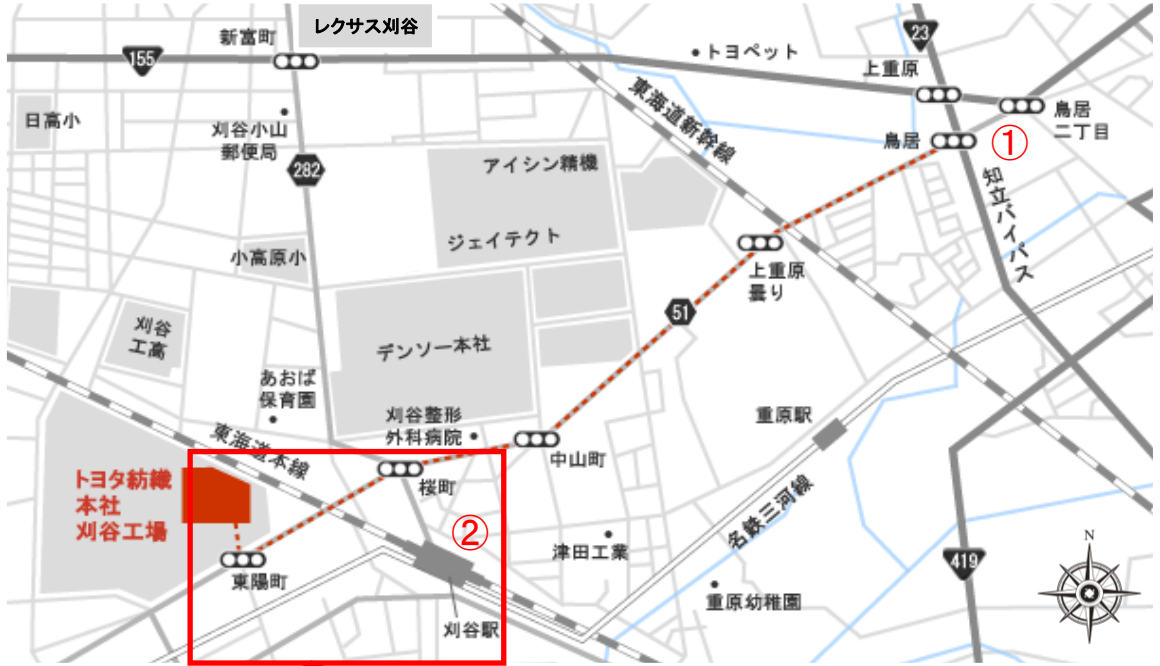 レクサス刈谷
新富町
155
23
トヨペット
上重原
日高小
刈谷小山
郵便局
東海道新幹線
鳥居
①
鳥居
二丁目
282
アイシン精機
知立バイパス
小高原小
ジェイテクト
上重原
曇り
51
刈谷
工高
デンソー本社
あおば
保育園
刈谷整形
外科病院
重原駅
東海道本線
中山町
トヨタ紡織
本社
刈谷工場
桜町
②
名鉄三河線
津田工業
419
N
東陽町
重原幼稚園
刈谷駅